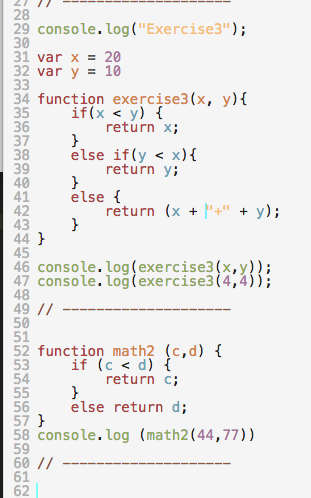 27 // --------------------
28
29 console.log("Exercise3");
30
31 var x = 20
32 var y = 10
33
34 function exercise3(x, y){
35     if(x < y) {
36         return x;
37     }
38     else if(y < x){
39         return y;
40     }
41     else {
42         return (x + "+" + y);
43     }
44 }
45
46 console.log(exercise3(x,y));
47 console.log(exercise3(4,4));
48
49 // --------------------
50
51
52 function math2 (c,d) {
53     if (c < d) {
54         return c;
55     }
56     else return d;
57 }
58 console.log (math2(44,77))
59
60 // --------------------
61
62